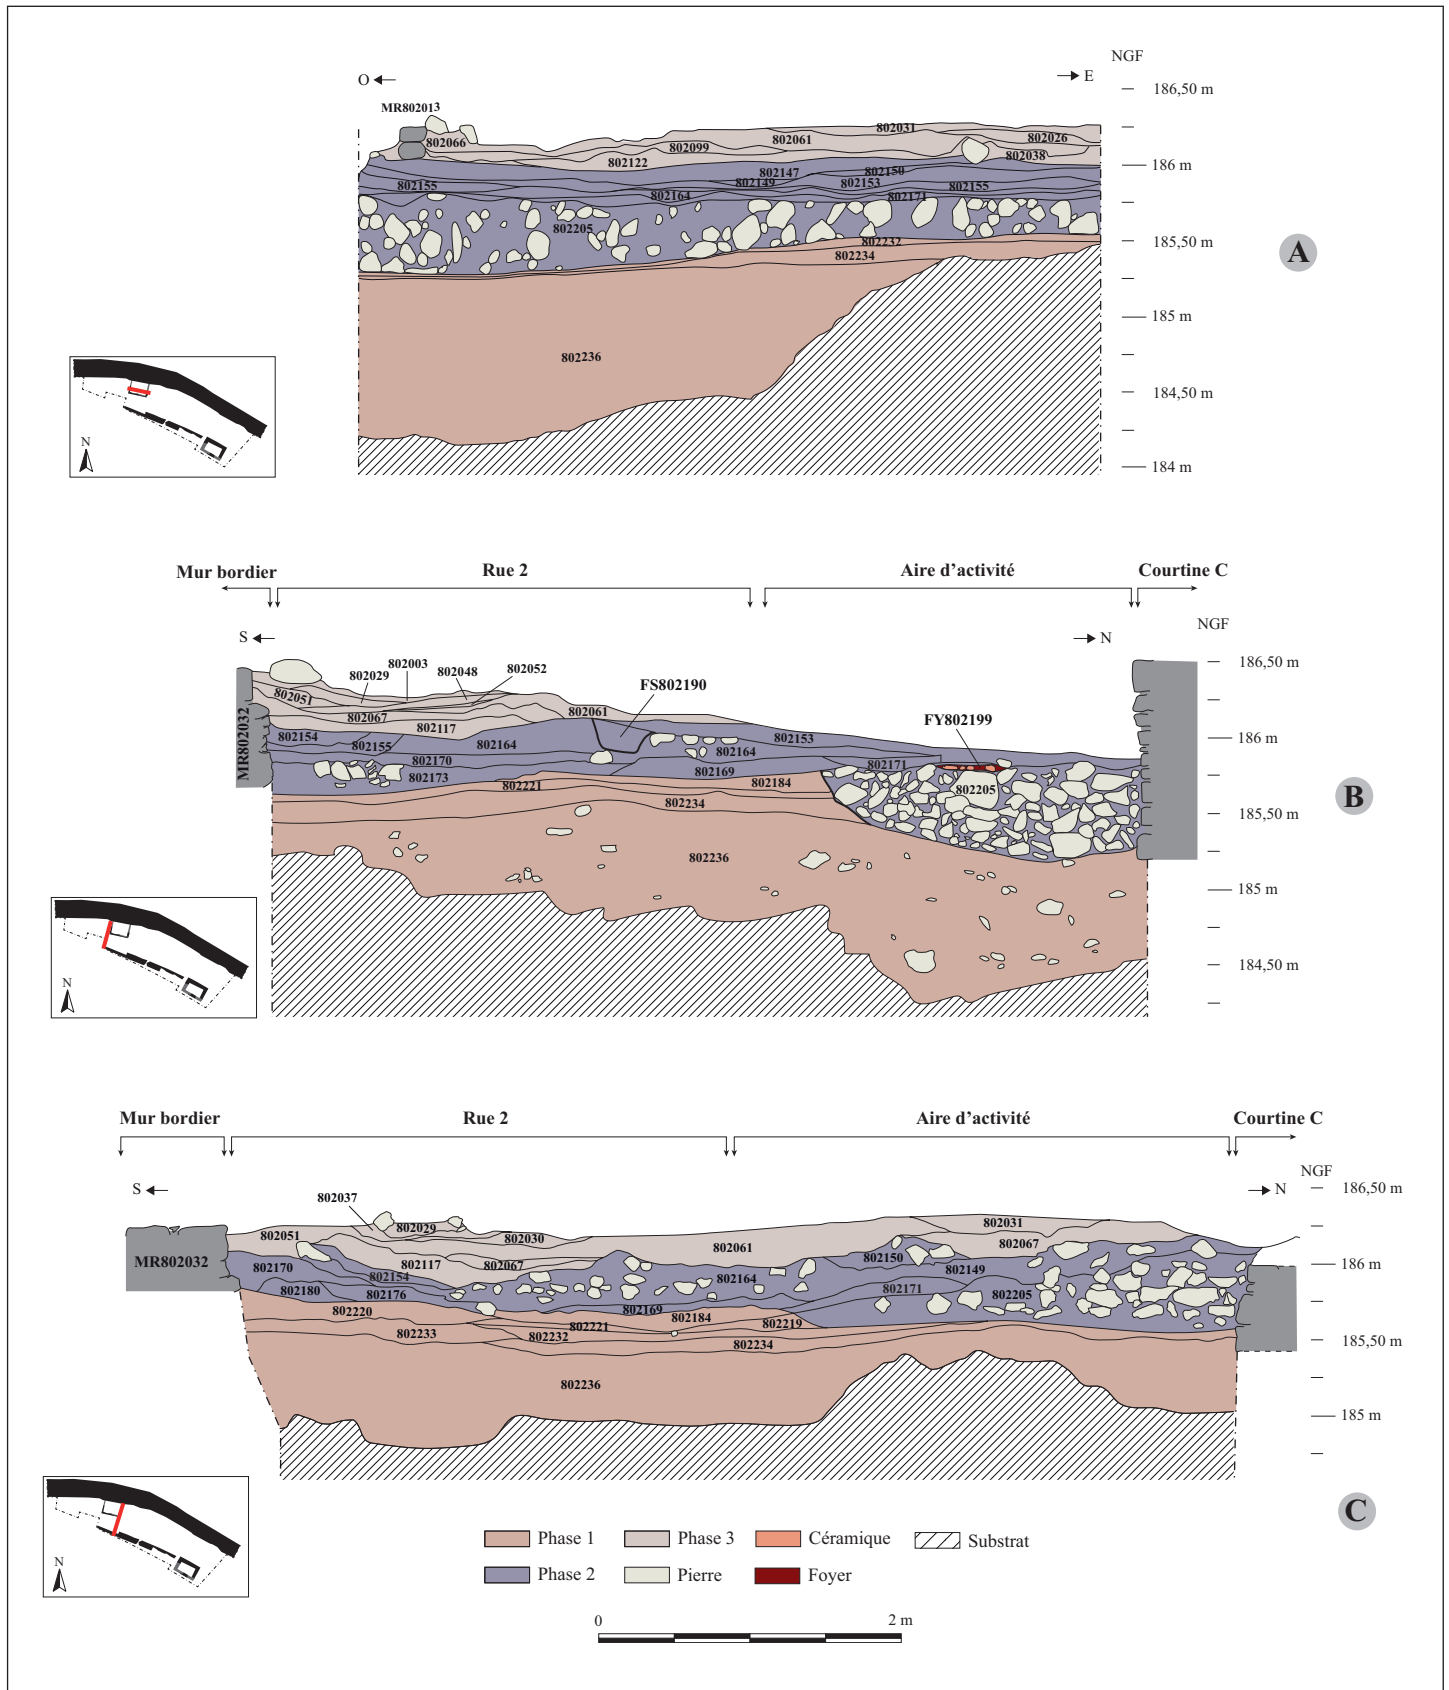 NGF
O E
186,50 m
MR802013
802031
802026
802066
802061
802099
802038
802122
186 m
802147
802150
802155
802149
802153
802155
802164
802171
802205
802232
185,50 m
802234
A
185 m
802236
184,50 m
N
184 m
Mur bordier Rue 2 Aire d’activité Courtine C
S N
NGF
186,50 m
802003
802052
802029
802048
FS802190
802051
802061
FY802199
802067
MR802032
802117
802154
802155
802164
802153
186 m
802164
802170
802171
802173
802169
802221
802184
802205
B
185,50 m
802234
802236
185 m
N
184,50 m
Mur bordier Rue 2 Aire d’activité Courtine C
S N
NGF
186,50 m
802037
802029
802031
802051
802030
802067
802061
MR802032
802117
802067
802150
186 m
802170
802154
802164
802149
802180
802176
802171
802205
802169
802220
802184
802221
802219
802233
802232
802234
185,50 m
802236
185 m
N
C
Phase 1 Phase 3 Céramique Substrat
Phase 2 Pierre Foyer
0 2 m